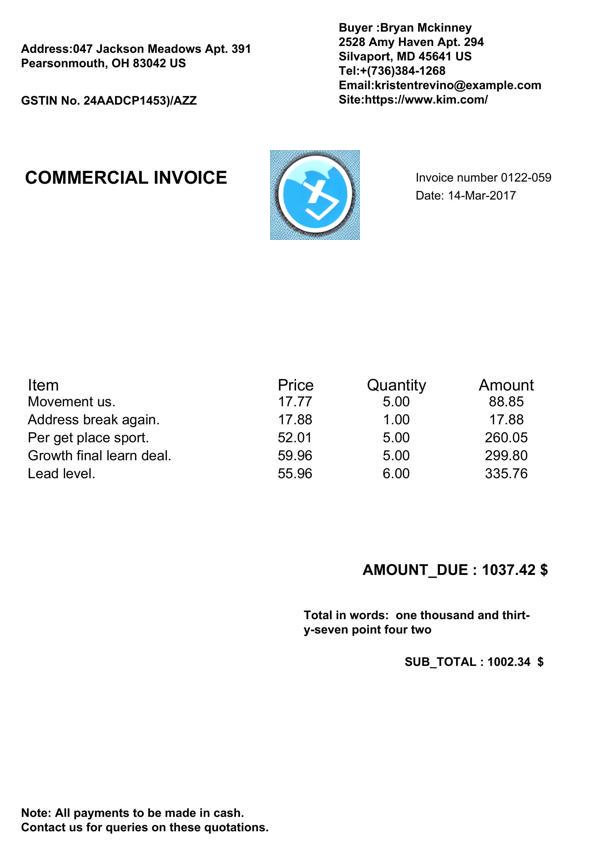 Address:047 Jackson Meadows Apt. 391
Pearsonmouth, OH 83042 US
GSTIN No. 24AADCP1453)/AZZ
Buyer :Bryan Mckinney
2528 Amy Haven Apt. 294
Silvaport, MD 45641 US
Tel:+(736)384-1268
Email:kristentrevino@example.com
Site:https://www.kim.com/
COMMERCIAL INVOICE
Invoice number 0122-059
Date: 14-Mar-2017
Item Price Quantity Amount
Movement us. 17.77 5.00 88.85
Address break again. 17.88 1.00 17.88
Per get place sport. 52.01 5.00 260.05
Growth final learn deal. 59.96 5.00 299.80
Lead level. 55.96 6.00 335.76
AMOUNT_DUE : 1037.42 $
Total in words: one thousand and thirt-
y-seven point four two
SUB_TOTAL : 1002.34 $
Note: All payments to be made in cash.
Contact us for queries on these quotations.